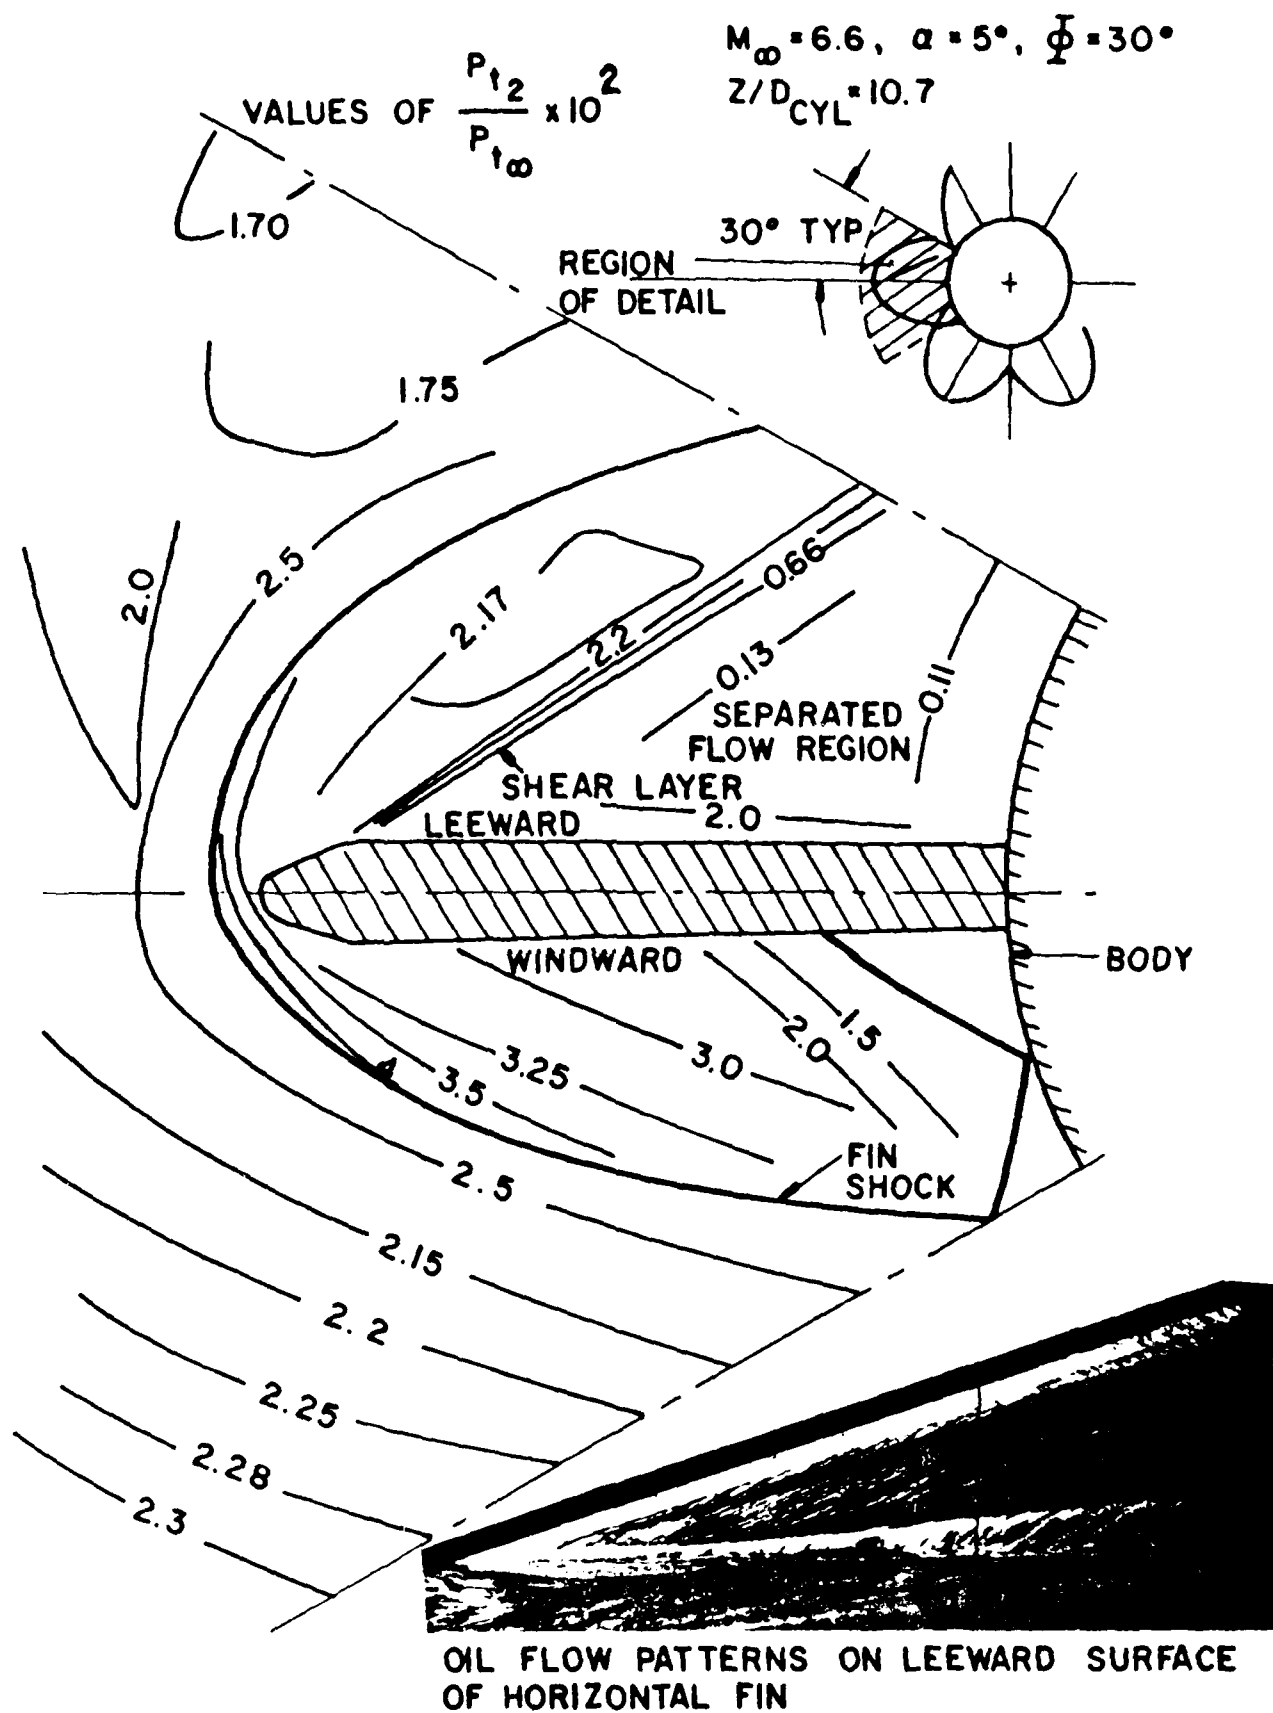 M∞ = 6.6, α = 5°, Φ = 30°
Z/D CYL = 10.7
VALUES OF Pt2/Pt∞ x 10²
1.70
30° TYP
REGION
OF DETAIL
1.75
2.5
2.0
2.17
0.66
2.2
0.13
0.11
SEPARATED
FLOW REGION
SHEAR LAYER
2.0
LEEWARD
WINDWARD
BODY
1.5
2.0
3.0
3.25
3.5
FIN
SHOCK
2.5
2.15
2.2
2.25
2.28
2.3
OIL FLOW PATTERNS ON LEEWARD SURFACE
OF HORIZONTAL FIN